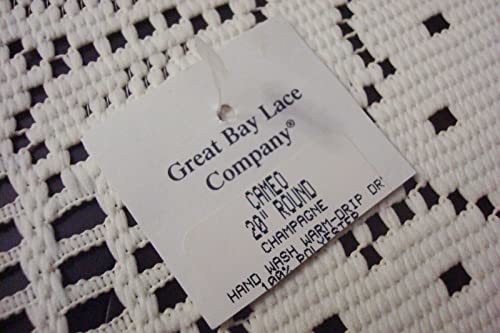 Great Bay Lace
Company®
CAMEO
20" ROUND
CHAMPAGNE
HAND WASH WARM-DRIP DR
100% POLYESTER